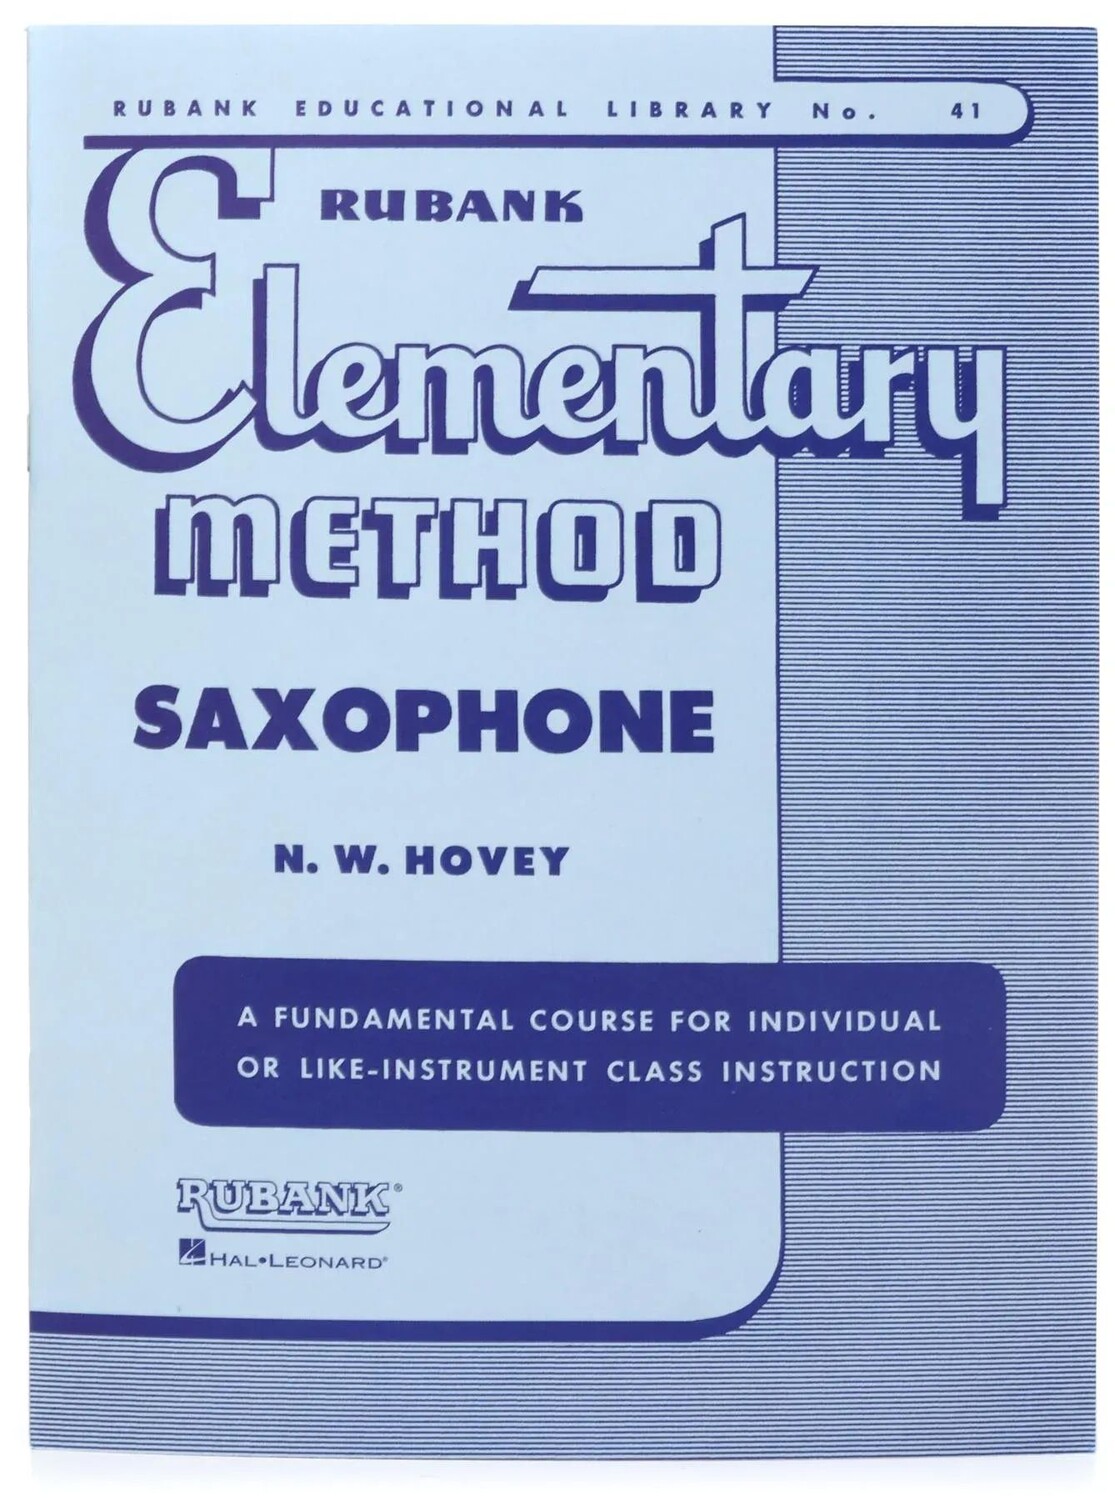 RUBANK EDUCATIONAL LIBRARY No. 41
RUBANK
Elementary
METHOD
SAXOPHONE
N. W. HOVEY
A FUNDAMENTAL COURSE FOR INDIVIDUAL
OR LIKE-INSTRUMENT CLASS INSTRUCTION
RUBANK®
HAL•LEONARD®